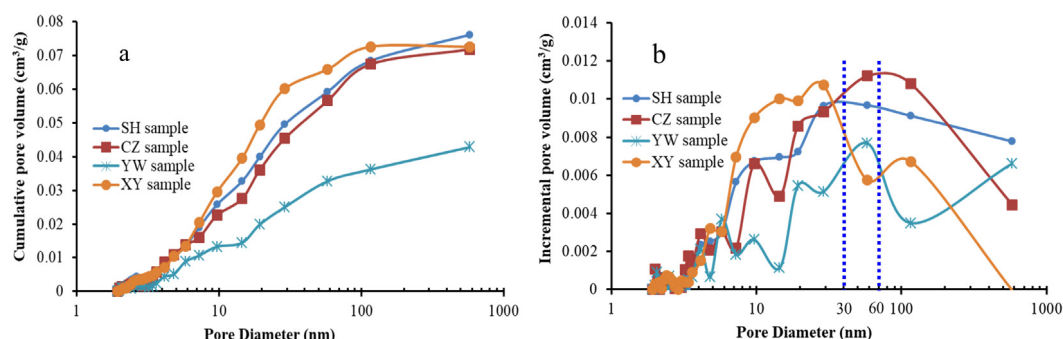 a
Cumulative pore volume (cm³/g)
0.08
0.07
0.06
0.05
0.04
0.03
0.02
0.01
0
SH sample
CZ sample
YW sample
XY sample
1
10
100
1000
Pore Diameter (nm)
b
Incremental pore volume (cm³/g)
0.014
0.012
0.010
0.008
0.006
0.004
0.002
0.000
SH sample
CZ sample
YW sample
XY sample
1
10
30
60
100
1000
Pore Diameter (nm)